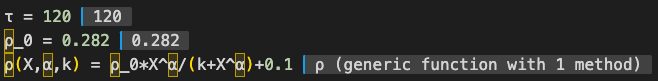 τ = 120 120
ρ_0 = 0.282 0.282
ρ(X,α,k) = ρ_0*X^α/(k+X^α)+0.1 ρ (generic function with 1 method)